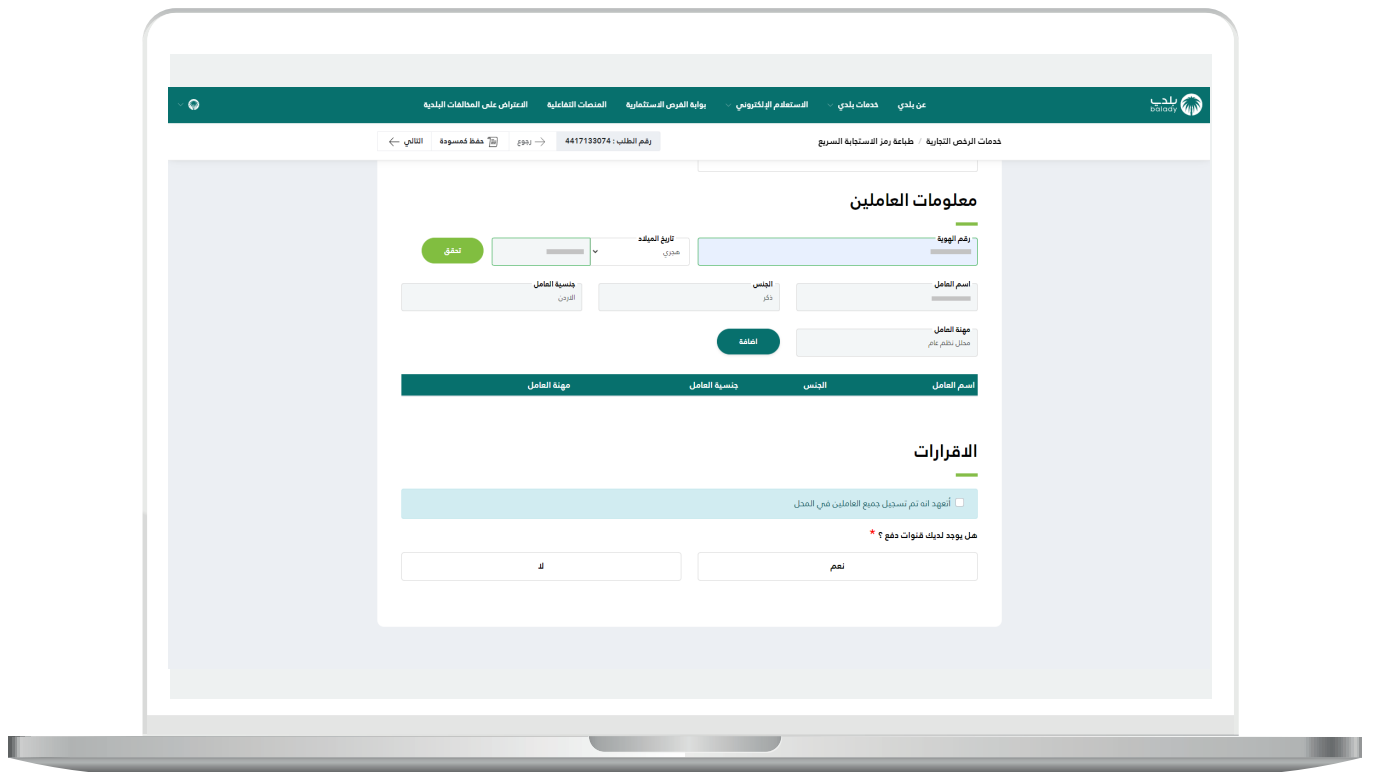 بلدي
balady
عن بلدي
خدمات بلدي
الاستعلام الإلكتروني
بوابة الفرص الاستثمارية
المنصات التفاعلية
الاعتراض على المخالفات البلدية
خدمات الرخص التجارية / طباعة رمز الاستجابة السريع
رقم الطلب : 4417133074
رجوع
حفظ كمسودة
التالي
معلومات العاملين
رقم الهوية
تاريخ الميلاد
هجري
تحقق
اسم العامل
الجنس
جنسية العامل
ذكر
الاردن
مهنة العامل
محلل نظم عام
اضافة
اسم العامل الجنس جنسية العامل مهنة العامل
الاقرارات
أتعهد انه تم تسجيل جميع العاملين في المحل
هل يوجد لديك قنوات دفع ؟ *
نعم
لا